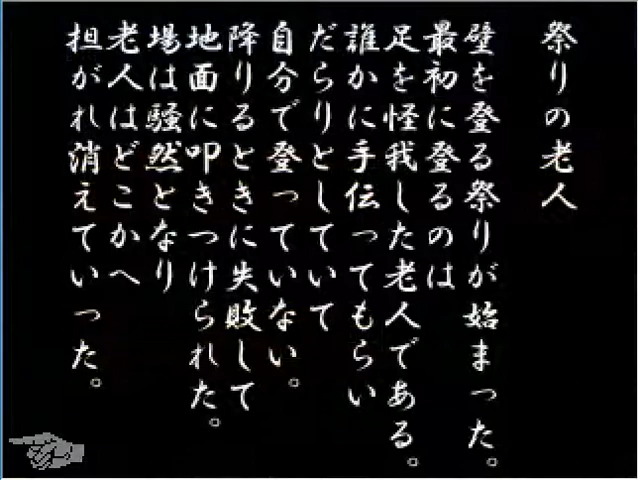 祭りの老人
壁を登る祭りが始まった。
最初に登るのは
足を怪我した老人である。
誰かに手伝ってもらい
だらりとしていて
自分で登っていない。
降りるときに失敗して
地面に叩きつけられた。
場は騒然となり
老人はどこかへ
担がれ消えていった。